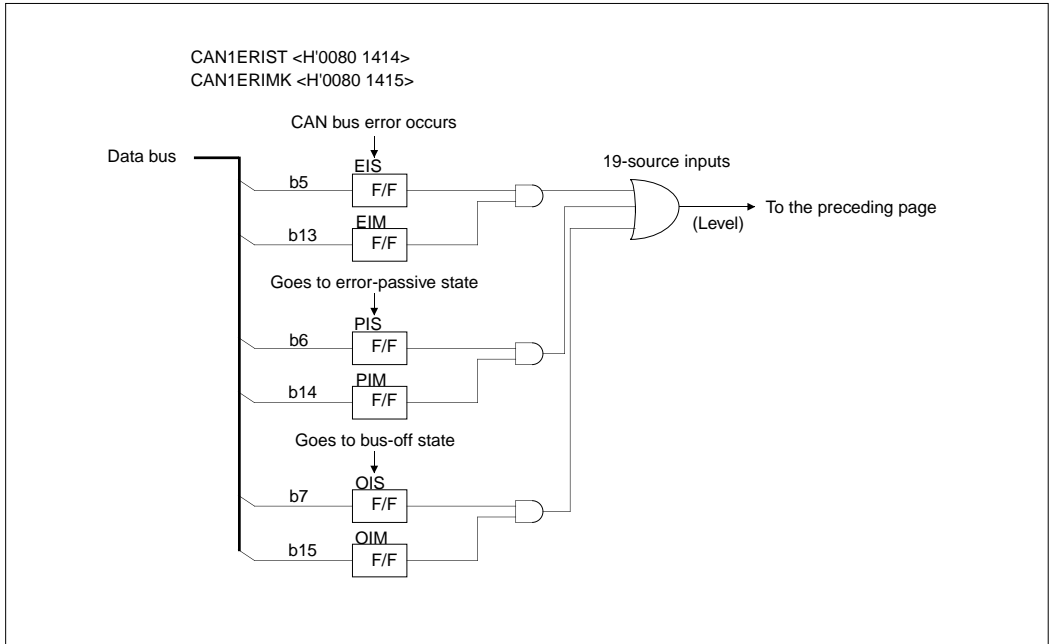 CAN1ERIST <H'0080 1414>
CAN1ERIMK <H'0080 1415>
CAN bus error occurs
Data bus
EIS
19-source inputs
b5
F/F
To the preceding page
(Level)
EIM
b13
F/F
Goes to error-passive state
PIS
b6
F/F
PIM
b14
F/F
Goes to bus-off state
OIS
b7
F/F
OIM
b15
F/F